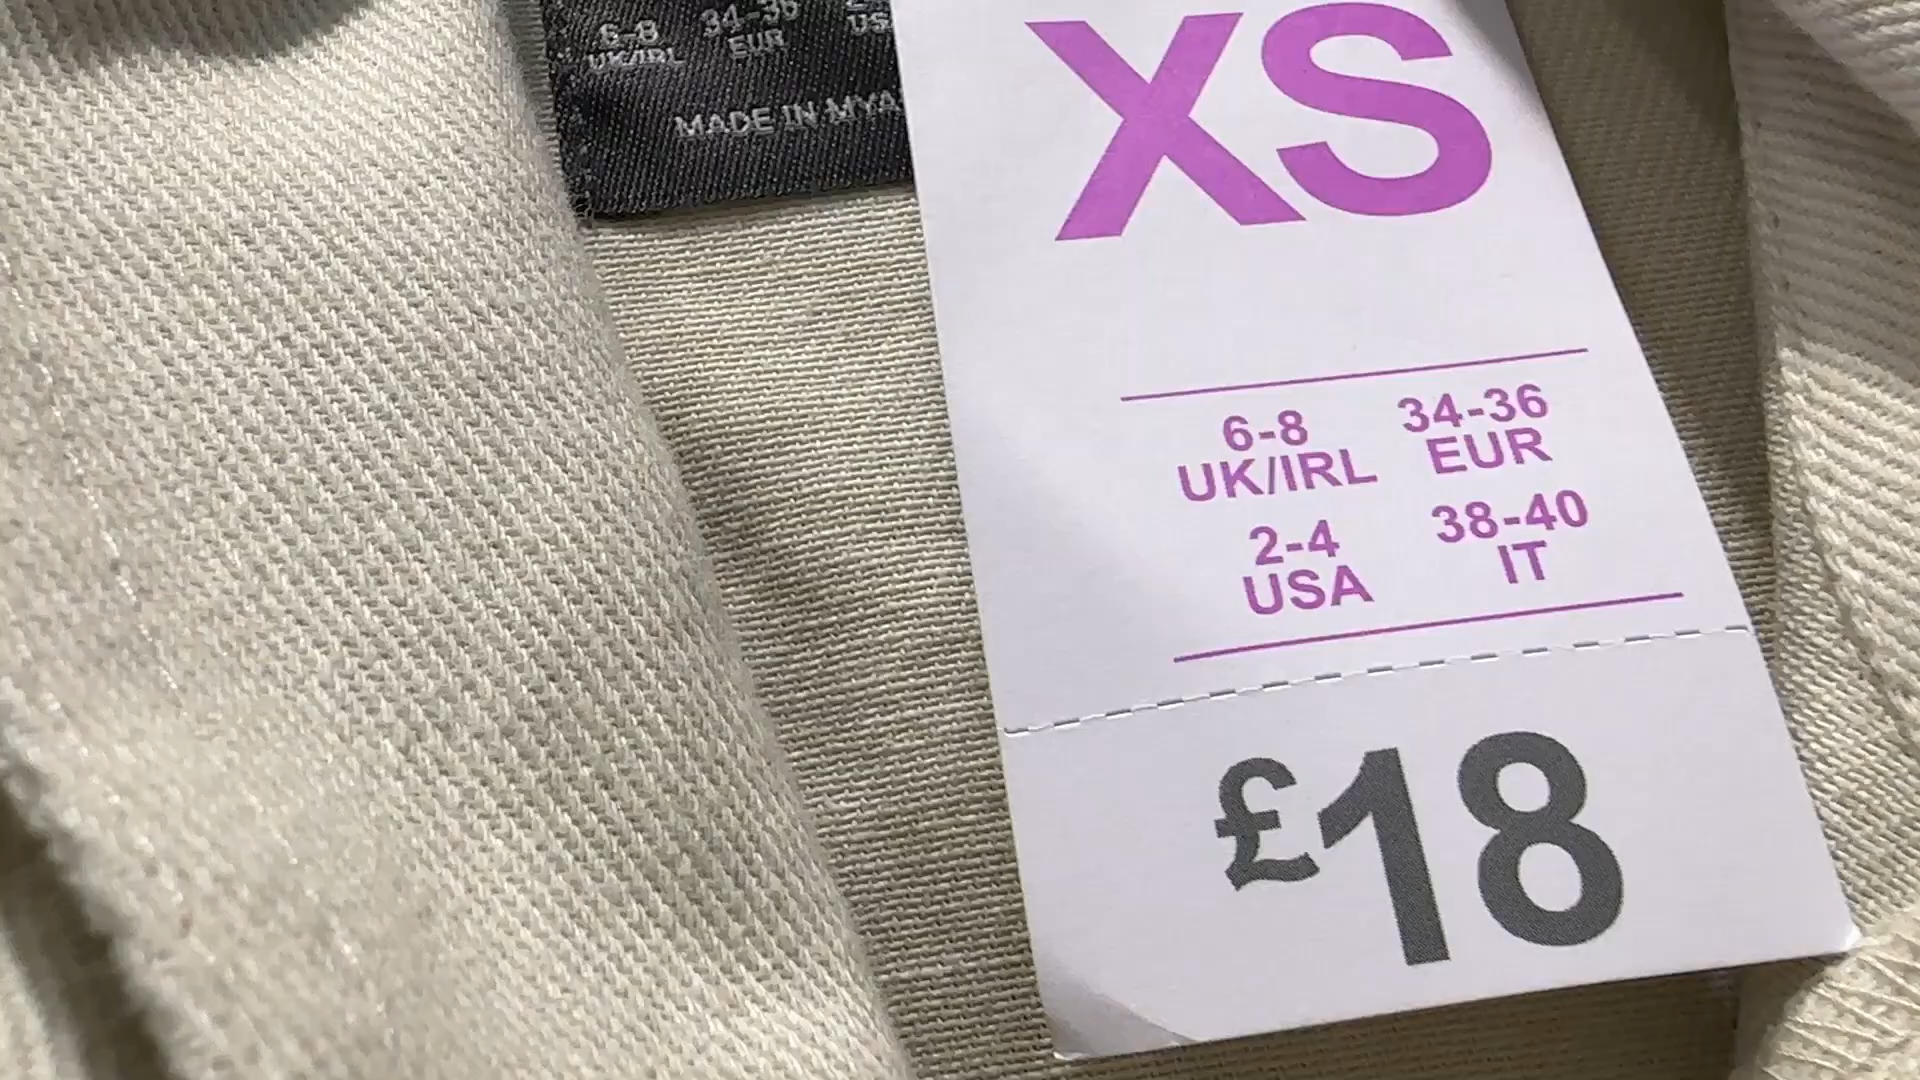 6-8 34-36
UK/IRL EUR US
MADE IN MYA
XS
6-8 34-36
UK/IRL EUR
2-4 38-40
USA IT
£18